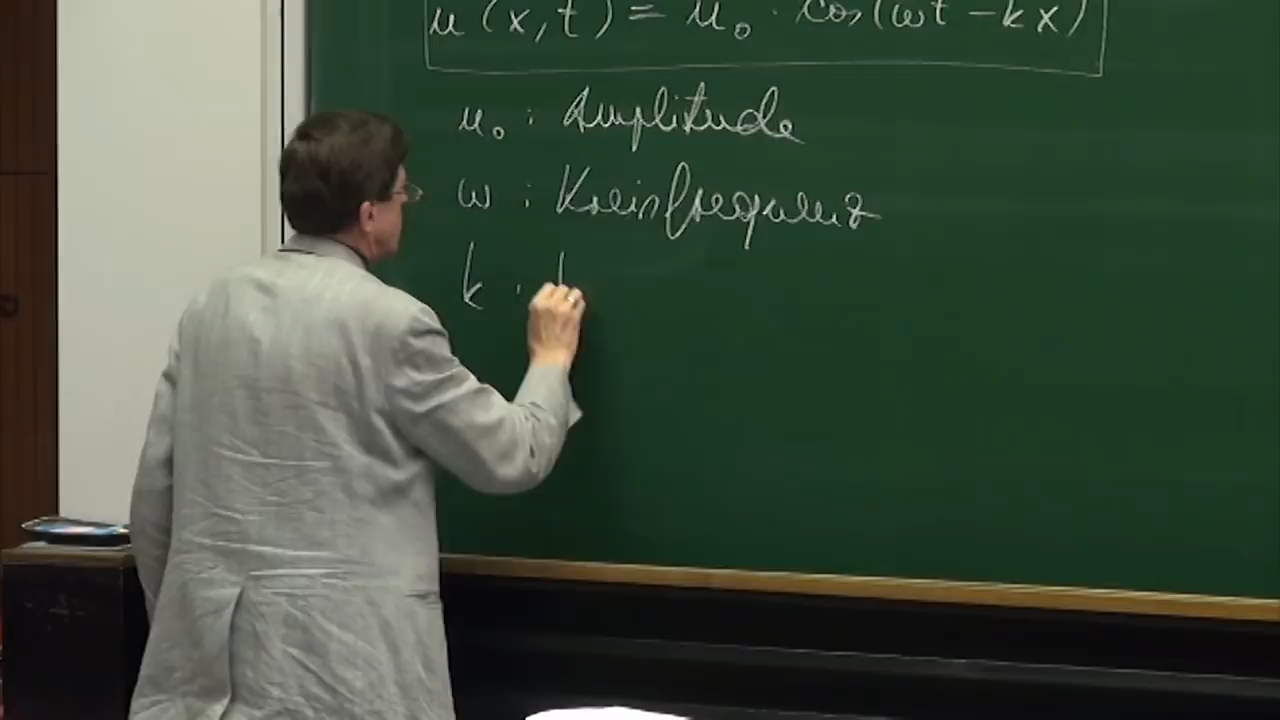 u(x,t) = u₀ · cos(ωt − kx)
u₀ : Amplitude
ω : Kreisfrequenz
k :